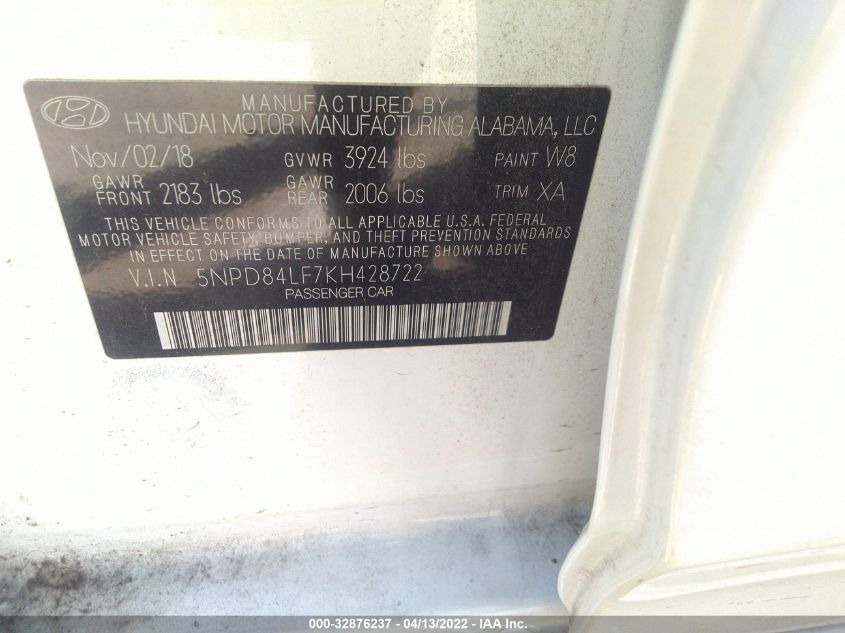 MANUFACTURED BY
HYUNDAI MOTOR MANUFACTURING ALABAMA, LLC
Nov/02/18 GVWR 3924 lbs PAINT W8
GAWR FRONT 2183 lbs GAWR REAR 2006 lbs TRIM XA
THIS VEHICLE CONFORMS TO ALL APPLICABLE U.S.A. FEDERAL
MOTOR VEHICLE SAFETY, BUMPER, AND THEFT PREVENTION STANDARDS
IN EFFECT ON THE DATE OF MANUFACTURE SHOWN ABOVE
V.I.N 5NPD84LF7KH428722
PASSENGER CAR
000-32876237 - 04/13/2022 - IAA Inc.